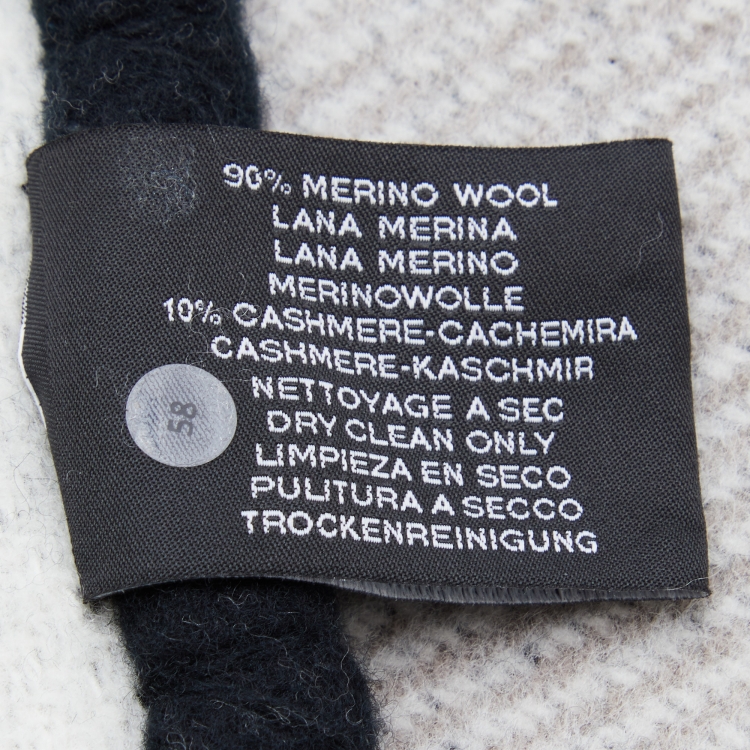 90% MERINO WOOL
LANA MERINA
LANA MERINO
MERINOWOLLE
10% CASHMERE-CACHEMIRA
CASHMERE-KASCHMIR
NETTOYAGE A SEC
DRY CLEAN ONLY
LIMPIEZA EN SECO
PULITURA A SECCO
TROCKENREINIGUNG
58